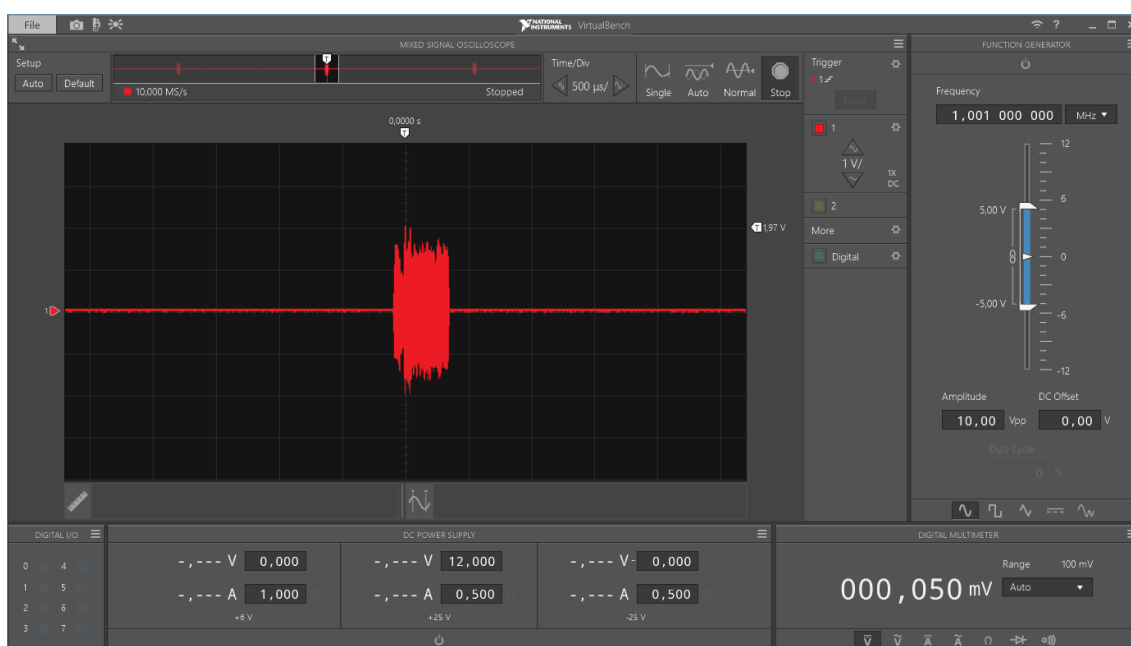 File
NATIONAL INSTRUMENTS VirtualBench
?
MIXED SIGNAL OSCILLOSCOPE
FUNCTION GENERATOR
Setup
Auto Default
T
10,000 MS/s Stopped
Time/Div
500 µs/
Single Auto Normal Stop
Trigger
1
Force
0,0000 s
T
1
1 V/
1X
DC
2
T 1,97 V
More
Digital
1
Frequency
1,001 000 000 MHz
12
6
5,00 V
0
-5,00 V
-6
-12
Amplitude DC Offset
10,00 Vpp 0,00 V
Duty Cycle
0 %
DIGITAL I/O
0 4
1 5
2 6
3 7
DC POWER SUPPLY
-,--- V 0,000 -,--- V 12,000 -,--- V - 0,000
-,--- A 1,000 CC -,--- A 0,500 CC -,--- A 0,500 CC
+6 V +25 V -25 V
DIGITAL MULTIMETER
Range 100 mV
000,050 mV Auto
V V A A Ω